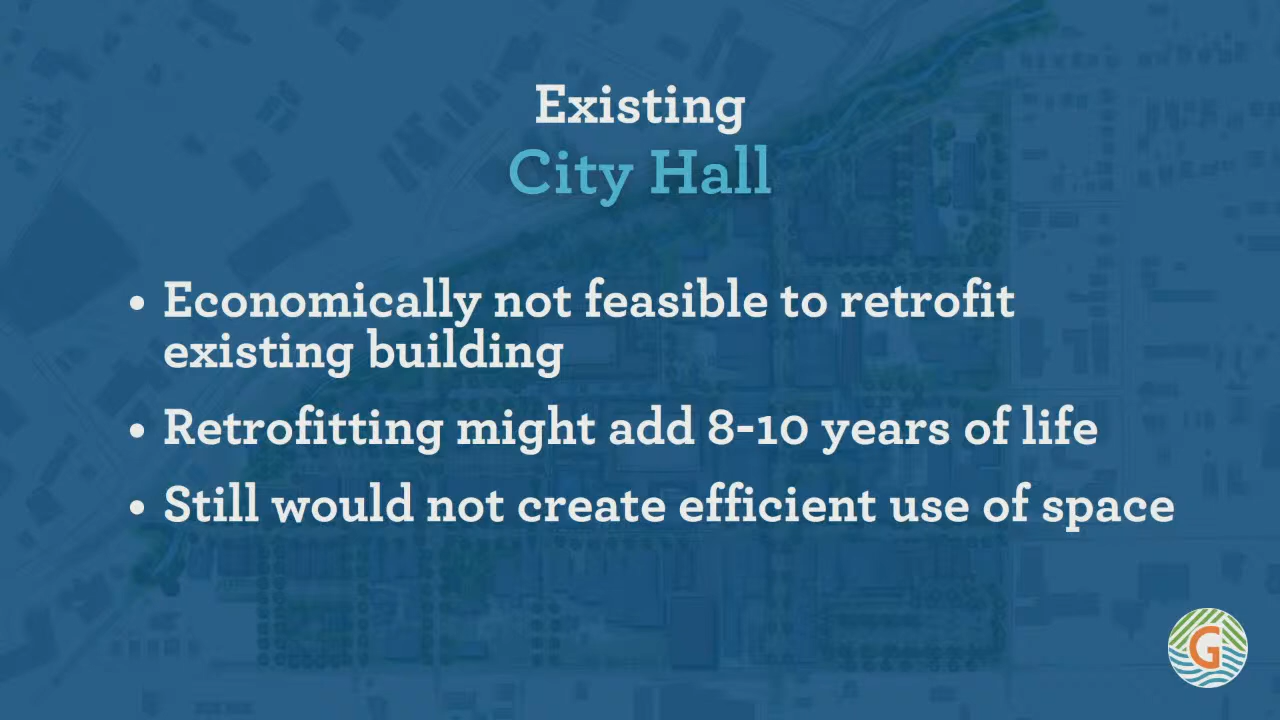 Existing
City Hall
• Economically not feasible to retrofit
existing building
• Retrofitting might add 8-10 years of life
• Still would not create efficient use of space
G